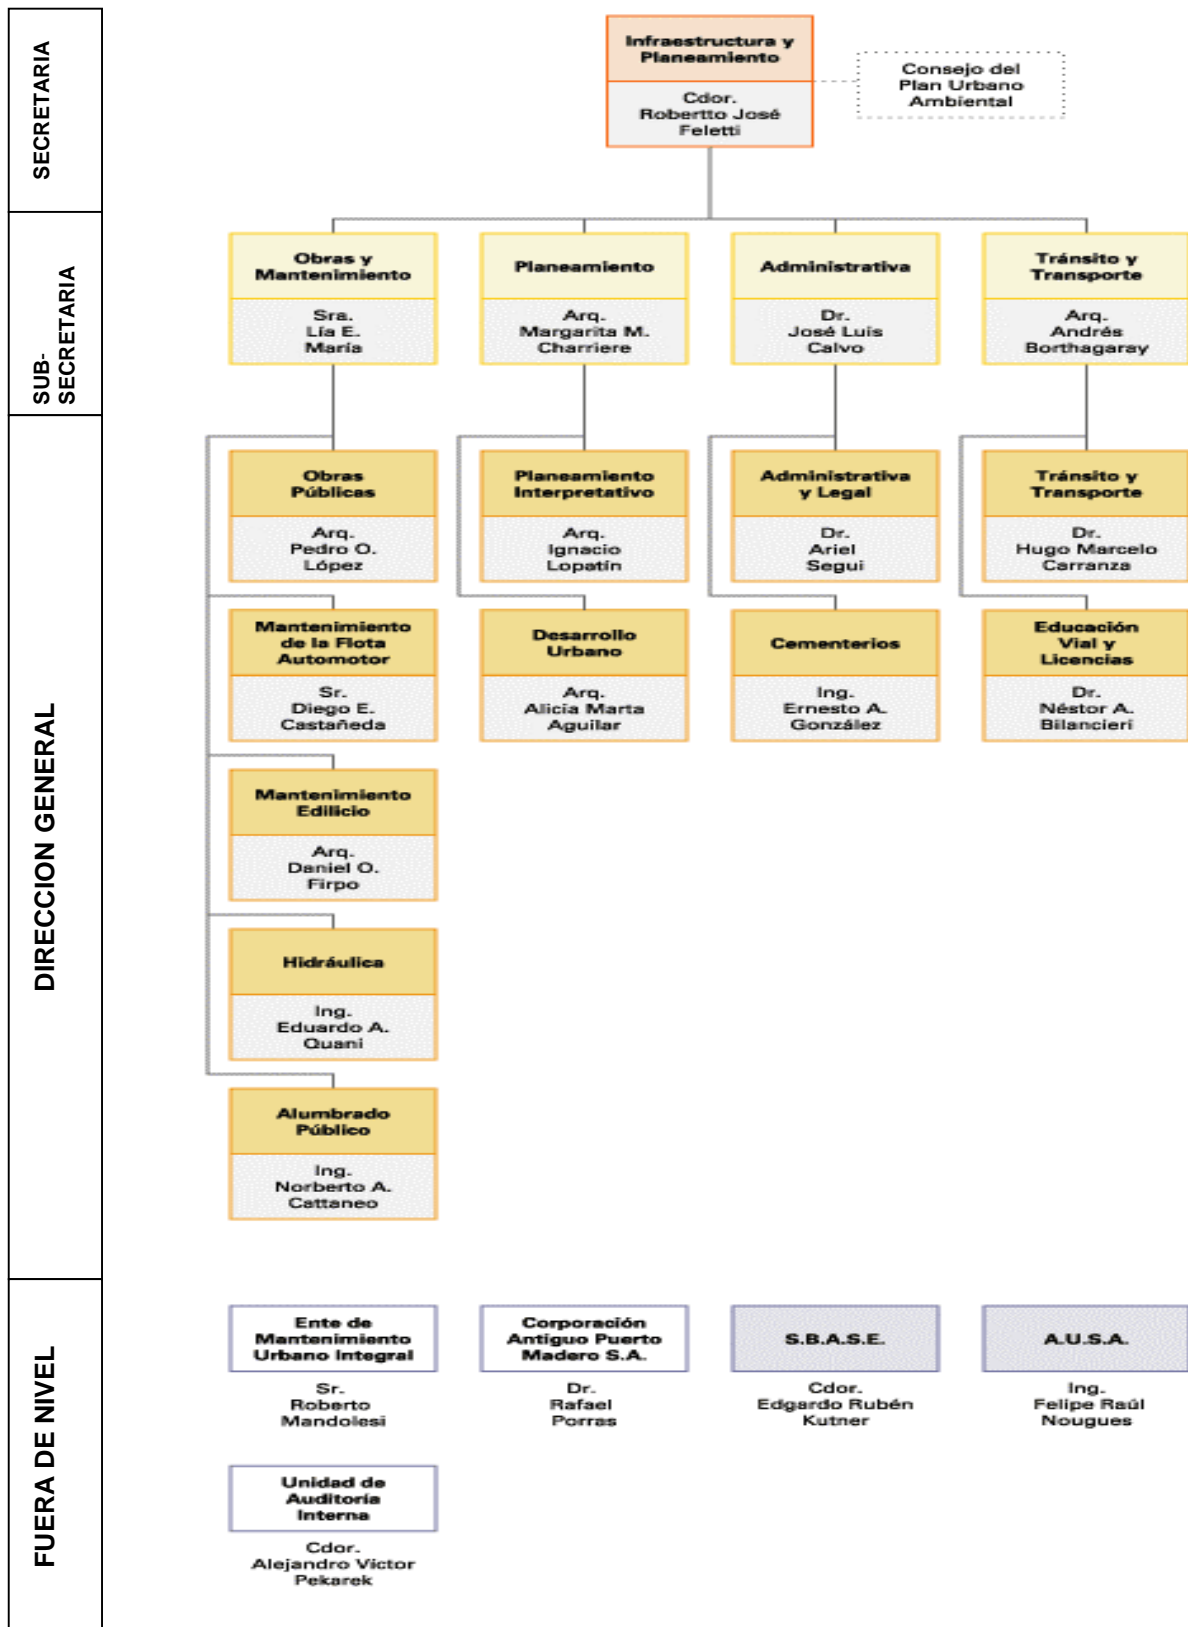 SECRETARIA
Infraestructura y
Planeamiento
Cdor.
Robertto José
Feletti
Consejo del
Plan Urbano
Ambiental
SUB-
SECRETARIA
Obras y
Mantenimiento
Sra.
Lía E.
María
Planeamiento
Arq.
Margarita M.
Charriere
Administrativa
Dr.
José Luis
Calvo
Tránsito y
Transporte
Arq.
Andrés
Borthagaray
DIRECCION GENERAL
Obras
Públicas
Arq.
Pedro O.
López
Planeamiento
Interpretativo
Arq.
Ignacio
Lopatín
Administrativa
y Legal
Dr.
Ariel
Segui
Tránsito y
Transporte
Dr.
Hugo Marcelo
Carranza
Mantenimiento
de la Flota
Automotor
Sr.
Diego E.
Castañeda
Desarrollo
Urbano
Arq.
Alicia Marta
Aguilar
Cementerios
Ing.
Ernesto A.
González
Educación
Vial y
Licencias
Dr.
Néstor A.
Bilancieri
Mantenimiento
Edilicio
Arq.
Daniel O.
Firpo
Hidráulica
Ing.
Eduardo A.
Quani
Alumbrado
Público
Ing.
Norberto A.
Cattaneo
FUERA DE NIVEL
Ente de
Mantenimiento
Urbano Integral
Sr.
Roberto
Mandolesi
Corporación
Antiguo Puerto
Madero S.A.
Dr.
Rafael
Porras
S.B.A.S.E.
Cdor.
Edgardo Rubén
Kutner
A.U.S.A.
Ing.
Felipe Raúl
Nougues
Unidad de
Auditoría
Interna
Cdor.
Alejandro Víctor
Pekarek